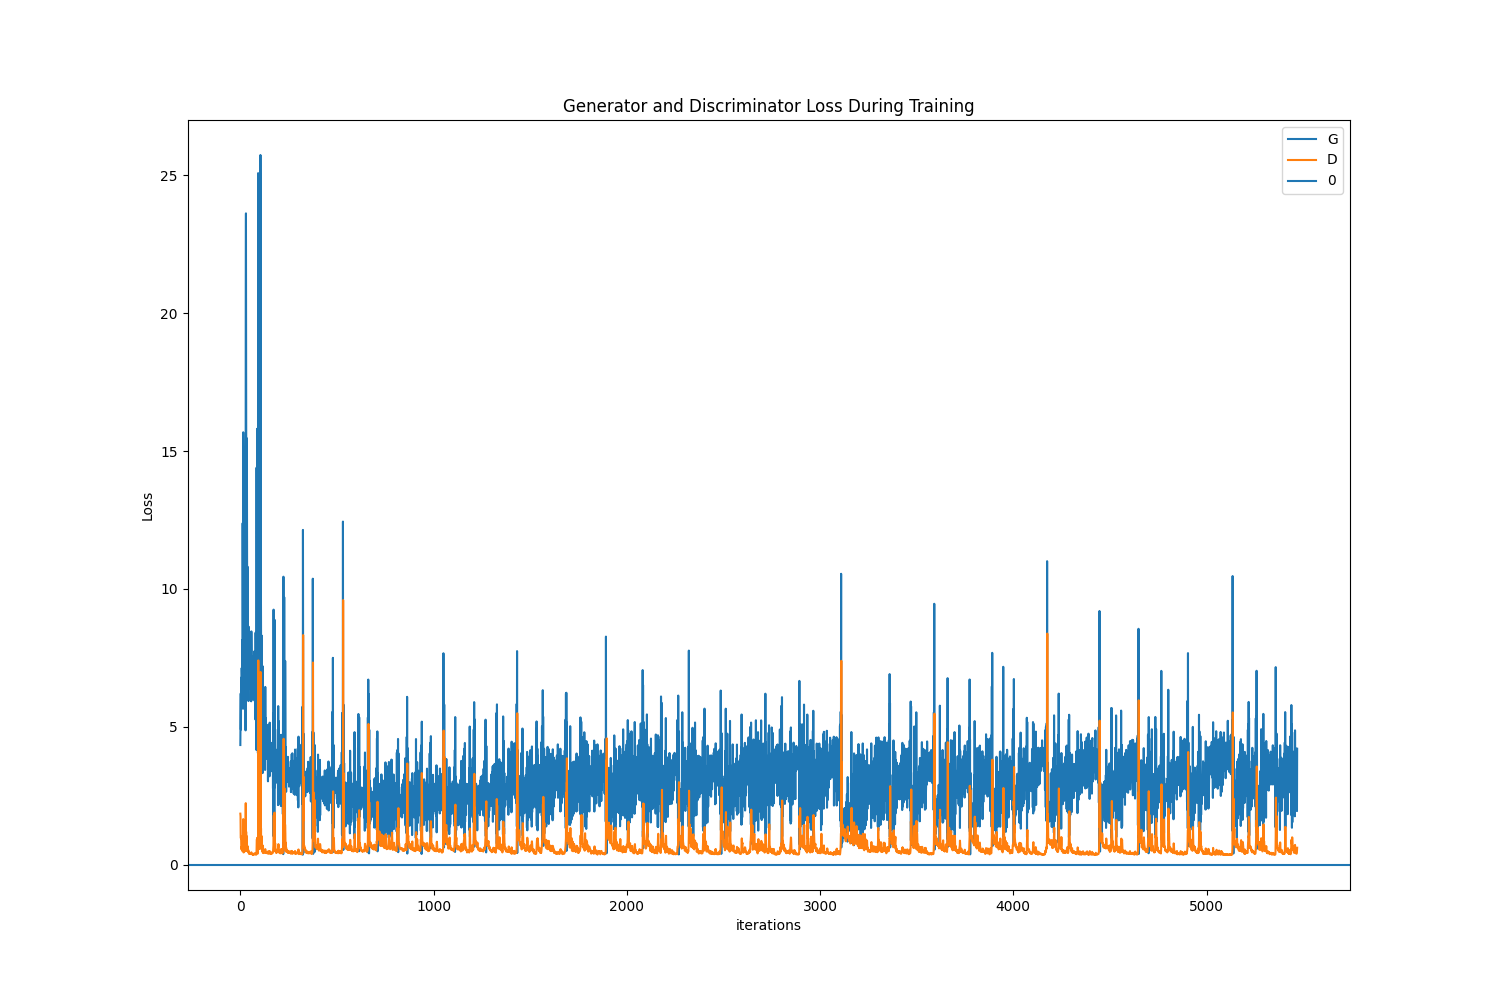 Generator and Discriminator Loss During Training
G
D
0
25
20
15
10
5
0
Loss
0 1000 2000 3000 4000 5000
iterations